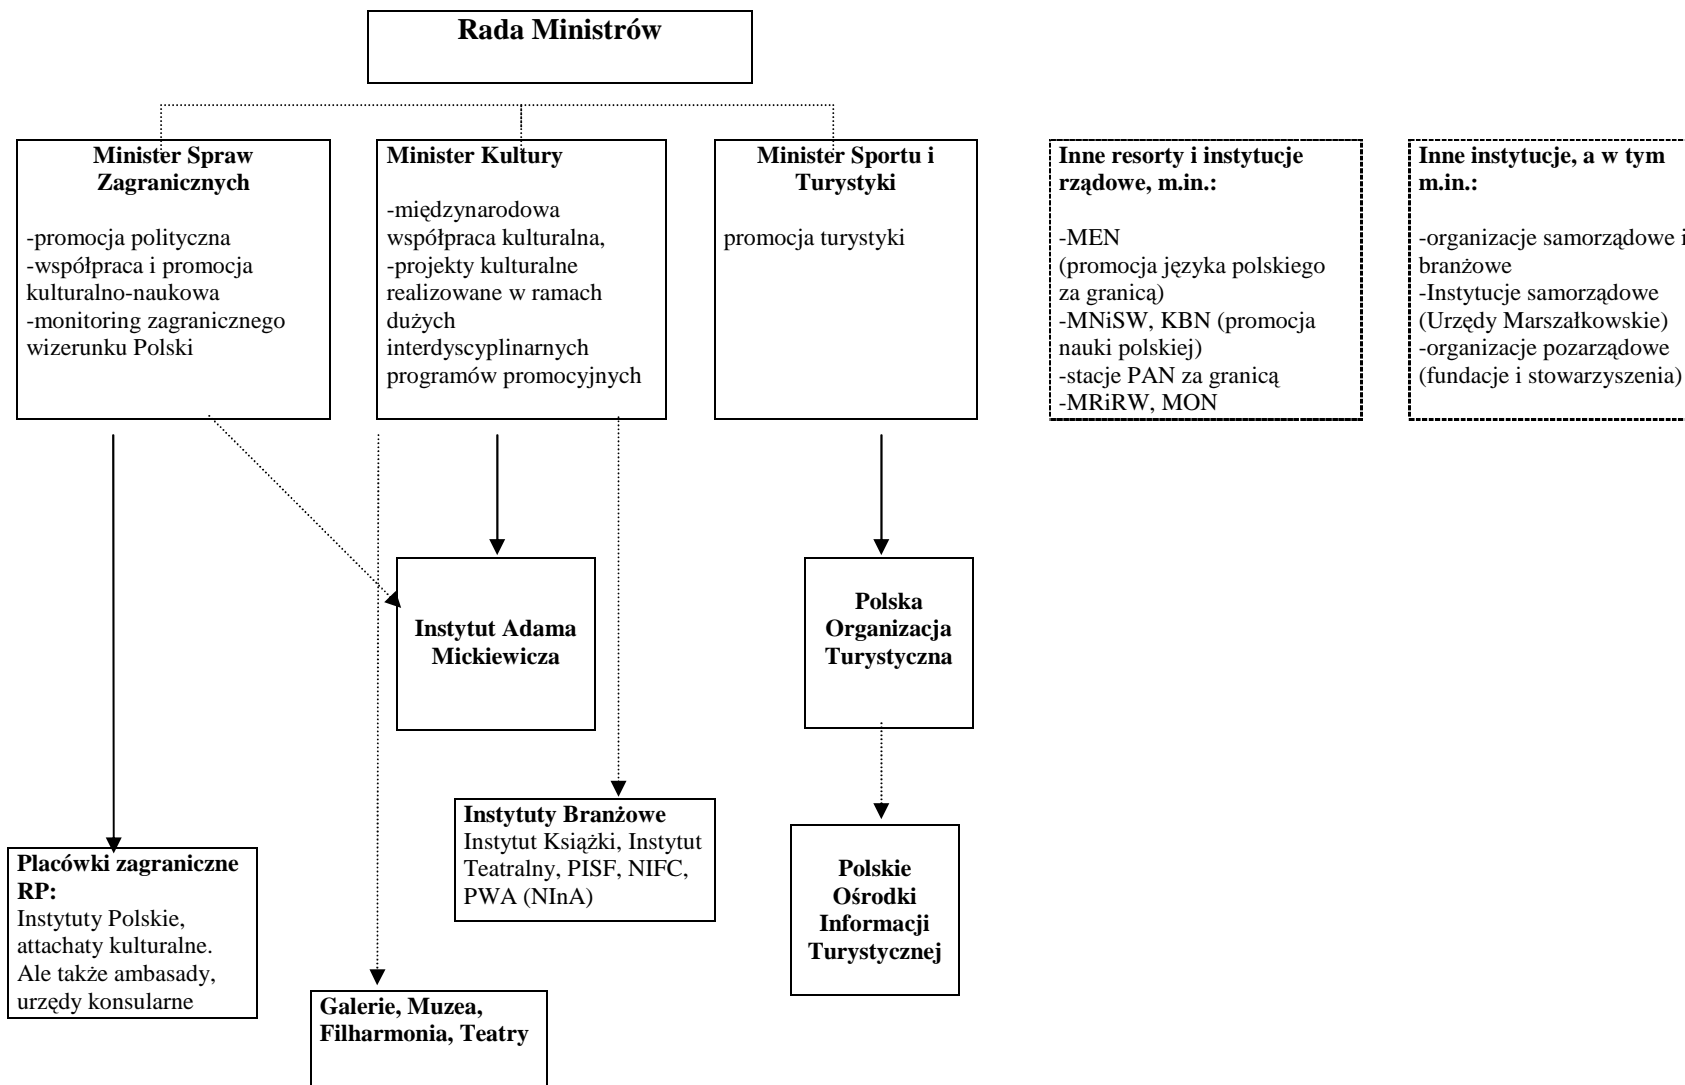 Rada Ministrów
Minister Spraw
Zagranicznych
-promocja polityczna
-współpraca i promocja
kulturalno-naukowa
-monitoring zagranicznego
wizerunku Polski
Minister Kultury
-międzynarodowa
współpraca kulturalna,
-projekty kulturalne
realizowane w ramach
dużych
interdyscyplinarnych
programów promocyjnych
Minister Sportu i
Turystyki
promocja turystyki
Inne resorty i instytucje
rządowe, m.in.:
-MEN
(promocja języka polskiego
za granicą)
-MNiSW, KBN (promocja
nauki polskiej)
-stacje PAN za granicą
-MRiRW, MON
Inne instytucje, a w tym
m.in.:
-organizacje samorządowe i
branżowe
-Instytucje samorządowe
(Urzędy Marszałkowskie)
-organizacje pozarządowe
(fundacje i stowarzyszenia)
Instytut Adama
Mickiewicza
Polska
Organizacja
Turystyczna
Instytuty Branżowe
Instytut Książki, Instytut
Teatralny, PISF, NIFC,
PWA (NInA)
Polskie
Ośrodki
Informacji
Turystycznej
Placówki zagraniczne
RP:
Instytuty Polskie,
attachaty kulturalne.
Ale także ambasady,
urzędy konsularne
Galerie, Muzea,
Filharmonia, Teatry